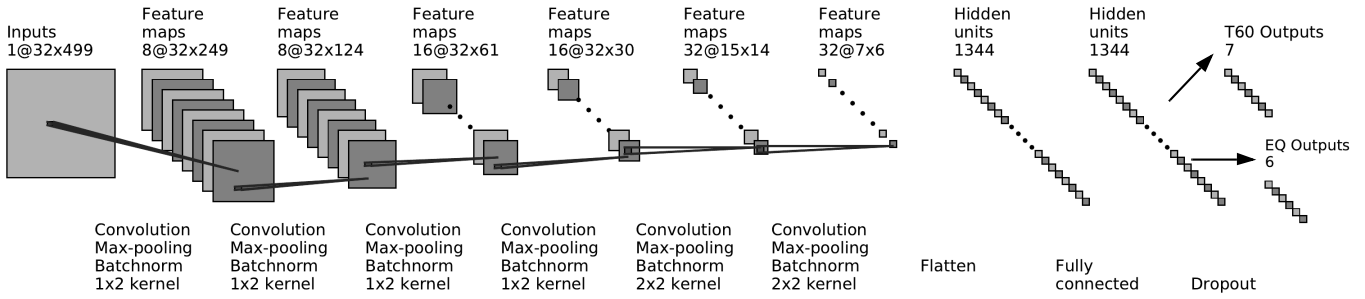 Inputs
1@32x499
Feature
maps
8@32x249
Feature
maps
8@32x124
Feature
maps
16@32x61
Feature
maps
16@32x30
Feature
maps
32@15x14
Feature
maps
32@7x6
Hidden
units
1344
Hidden
units
1344
T60 Outputs
7
EQ Outputs
6
Convolution
Max-pooling
Batchnorm
1x2 kernel
Convolution
Max-pooling
Batchnorm
1x2 kernel
Convolution
Max-pooling
Batchnorm
1x2 kernel
Convolution
Max-pooling
Batchnorm
1x2 kernel
Convolution
Max-pooling
Batchnorm
2x2 kernel
Convolution
Max-pooling
Batchnorm
2x2 kernel
Flatten
Fully
connected
Dropout